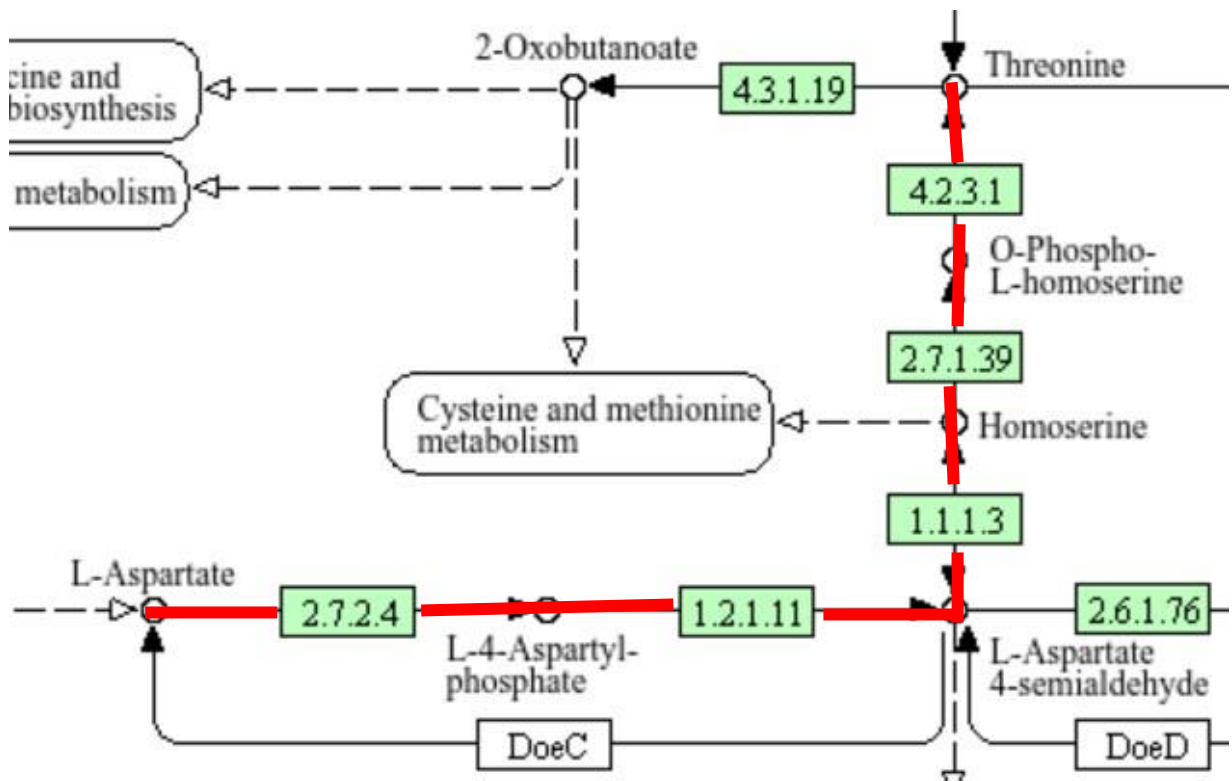 2-Oxobutanoate
Threonine
cine and
biosynthesis
4.3.1.19
metabolism
4.2.3.1
O-Phospho-
L-homoserine
2.7.1.39
Cysteine and methionine
metabolism
Homoserine
1.1.1.3
L-Aspartate
2.7.2.4
1.2.1.11
2.6.1.76
L-4-Aspartyl-
phosphate
L-Aspartate
4-semialdehyde
DoeC
DoeD